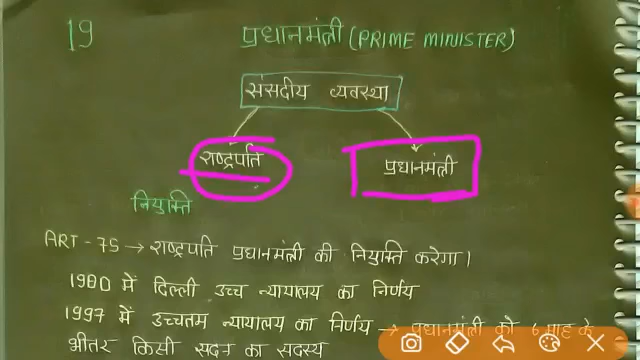 19 प्रधानमंत्री (PRIME MINISTER)
संसदीय व्यवस्था
राष्ट्रपति प्रधानमंत्री
नियुक्ति
ART-75 → राष्ट्रपति प्रधानमंत्री की नियुक्ति करेगा।
1980 में दिल्ली उच्च न्यायालय का निर्णय
1997 में उच्चतम न्यायालय का निर्णय → प्रधानमंत्री को 6 माह के
भीतर किसी सदन का सदस्य